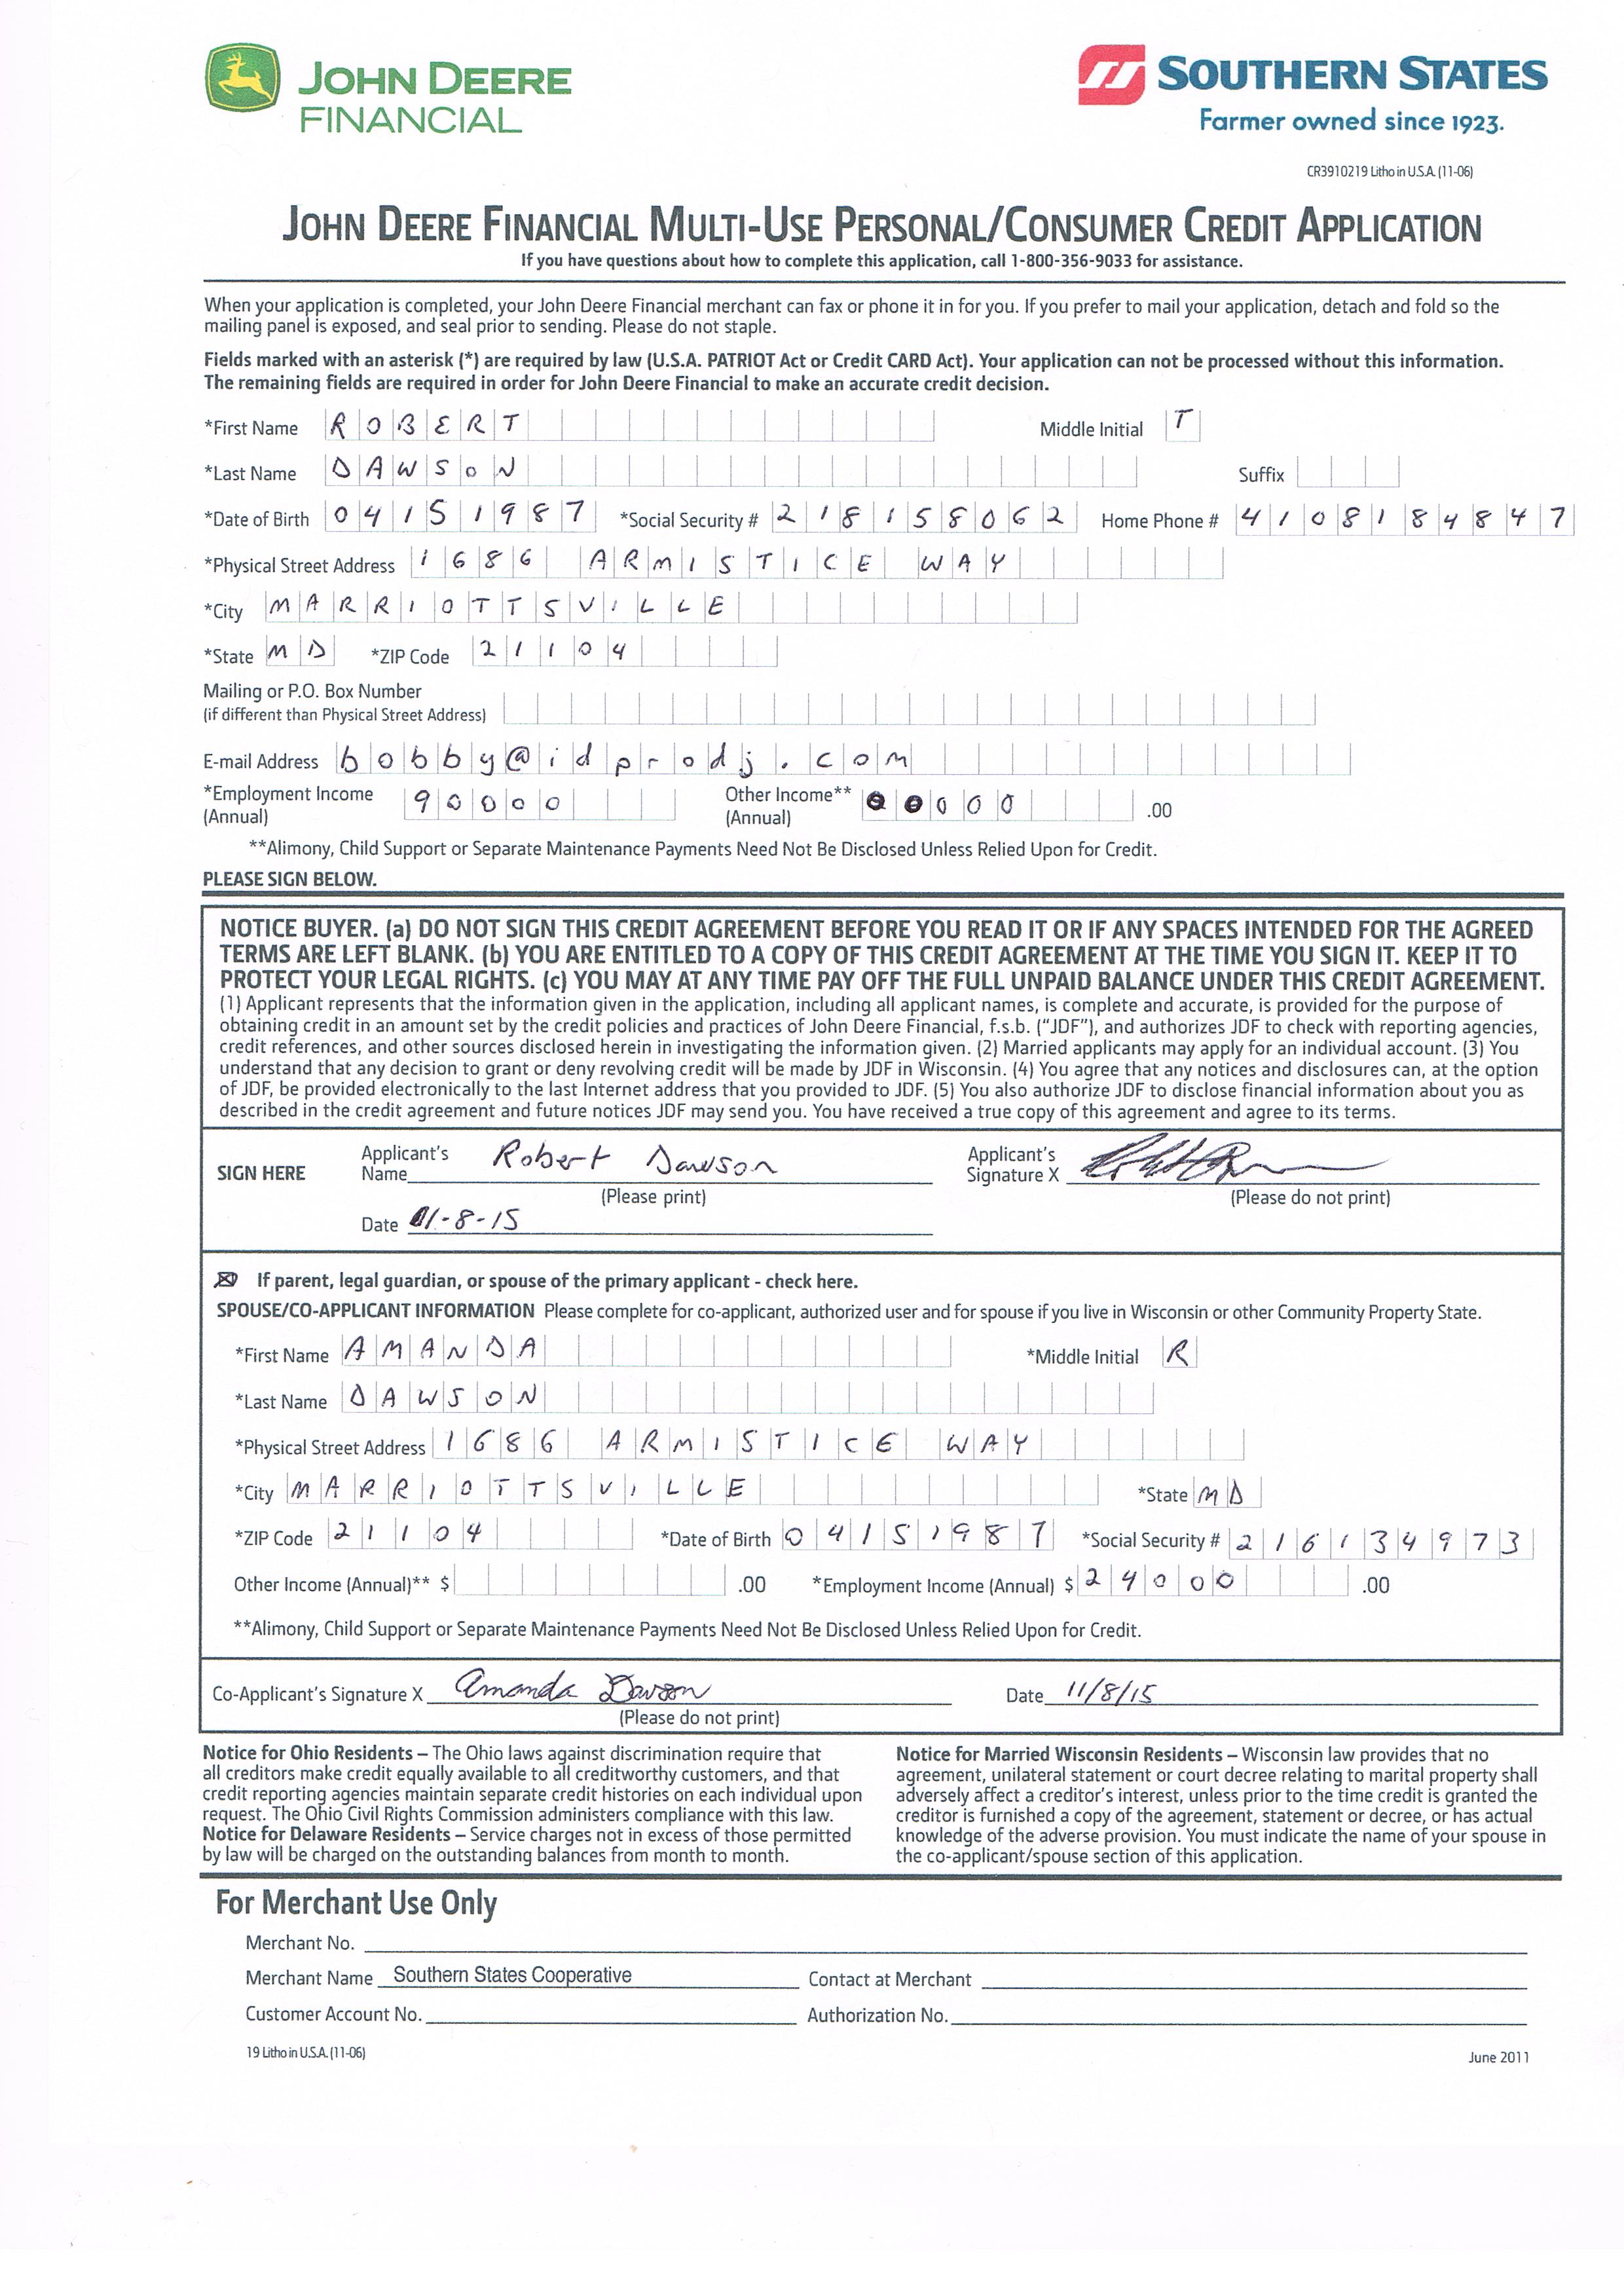 JOHN DEERE
FINANCIAL
SOUTHERN STATES
Farmer owned since 1923.
CR3910219 Litho in U.S.A. (11-06)
JOHN DEERE FINANCIAL MULTI-USE PERSONAL/CONSUMER CREDIT APPLICATION
If you have questions about how to complete this application, call 1-800-356-9033 for assistance.
When your application is completed, your John Deere Financial merchant can fax or phone it in for you. If you prefer to mail your application, detach and fold so the
mailing panel is exposed, and seal prior to sending. Please do not staple.
Fields marked with an asterisk (*) are required by law (U.S.A. PATRIOT Act or Credit CARD Act). Your application can not be processed without this information.
The remaining fields are required in order for John Deere Financial to make an accurate credit decision.
*First Name ROBERT Middle Initial T
*Last Name DAWSON Suffix
*Date of Birth 04151987 *Social Security # 218158062 Home Phone # 4108184847
*Physical Street Address 1686 ARMISTICE WAY
*City MARRIOTTSVILLE
*State MD *ZIP Code 21104
Mailing or P.O. Box Number
(if different than Physical Street Address)
E-mail Address bobby@idprodj.com
*Employment Income (Annual) 90000 Other Income** (Annual) 00000 .00
**Alimony, Child Support or Separate Maintenance Payments Need Not Be Disclosed Unless Relied Upon for Credit.
PLEASE SIGN BELOW.
NOTICE BUYER. (a) DO NOT SIGN THIS CREDIT AGREEMENT BEFORE YOU READ IT OR IF ANY SPACES INTENDED FOR THE AGREED
TERMS ARE LEFT BLANK. (b) YOU ARE ENTITLED TO A COPY OF THIS CREDIT AGREEMENT AT THE TIME YOU SIGN IT. KEEP IT TO
PROTECT YOUR LEGAL RIGHTS. (c) YOU MAY AT ANY TIME PAY OFF THE FULL UNPAID BALANCE UNDER THIS CREDIT AGREEMENT.
(1) Applicant represents that the information given in the application, including all applicant names, is complete and accurate, is provided for the purpose of
obtaining credit in an amount set by the credit policies and practices of John Deere Financial, f.s.b. (“JDF”), and authorizes JDF to check with reporting agencies,
credit references, and other sources disclosed herein in investigating the information given. (2) Married applicants may apply for an individual account. (3) You
understand that any decision to grant or deny revolving credit will be made by JDF in Wisconsin. (4) You agree that any notices and disclosures can, at the option
of JDF, be provided electronically to the last Internet address that you provided to JDF. (5) You also authorize JDF to disclose financial information about you as
described in the credit agreement and future notices JDF may send you. You have received a true copy of this agreement and agree to its terms.
SIGN HERE Applicant's Name Robert Dawson Applicant's Signature X
(Please print) (Please do not print)
Date 11-8-15
If parent, legal guardian, or spouse of the primary applicant - check here.
SPOUSE/CO-APPLICANT INFORMATION Please complete for co-applicant, authorized user and for spouse if you live in Wisconsin or other Community Property State.
*First Name AMANDA *Middle Initial R
*Last Name DAWSON
*Physical Street Address 1686 ARMISTICE WAY
*City MARRIOTTSVILLE *State MD
*ZIP Code 21104 *Date of Birth 04151987 *Social Security # 216134973
Other Income (Annual)** $ .00 *Employment Income (Annual) $ 24000 .00
**Alimony, Child Support or Separate Maintenance Payments Need Not Be Disclosed Unless Relied Upon for Credit.
Co-Applicant's Signature X Amanda Dawson Date 11/8/15
(Please do not print)
Notice for Ohio Residents – The Ohio laws against discrimination require that
all creditors make credit equally available to all creditworthy customers, and that
credit reporting agencies maintain separate credit histories on each individual upon
request. The Ohio Civil Rights Commission administers compliance with this law.
Notice for Delaware Residents – Service charges not in excess of those permitted
by law will be charged on the outstanding balances from month to month.
Notice for Married Wisconsin Residents – Wisconsin law provides that no
agreement, unilateral statement or court decree relating to marital property shall
adversely affect a creditor's interest, unless prior to the time credit is granted the
creditor is furnished a copy of the agreement, statement or decree, or has actual
knowledge of the adverse provision. You must indicate the name of your spouse in
the co-applicant/spouse section of this application.
For Merchant Use Only
Merchant No.
Merchant Name Southern States Cooperative Contact at Merchant
Customer Account No. Authorization No.
19 Litho in U.S.A. (11-06)
June 2011